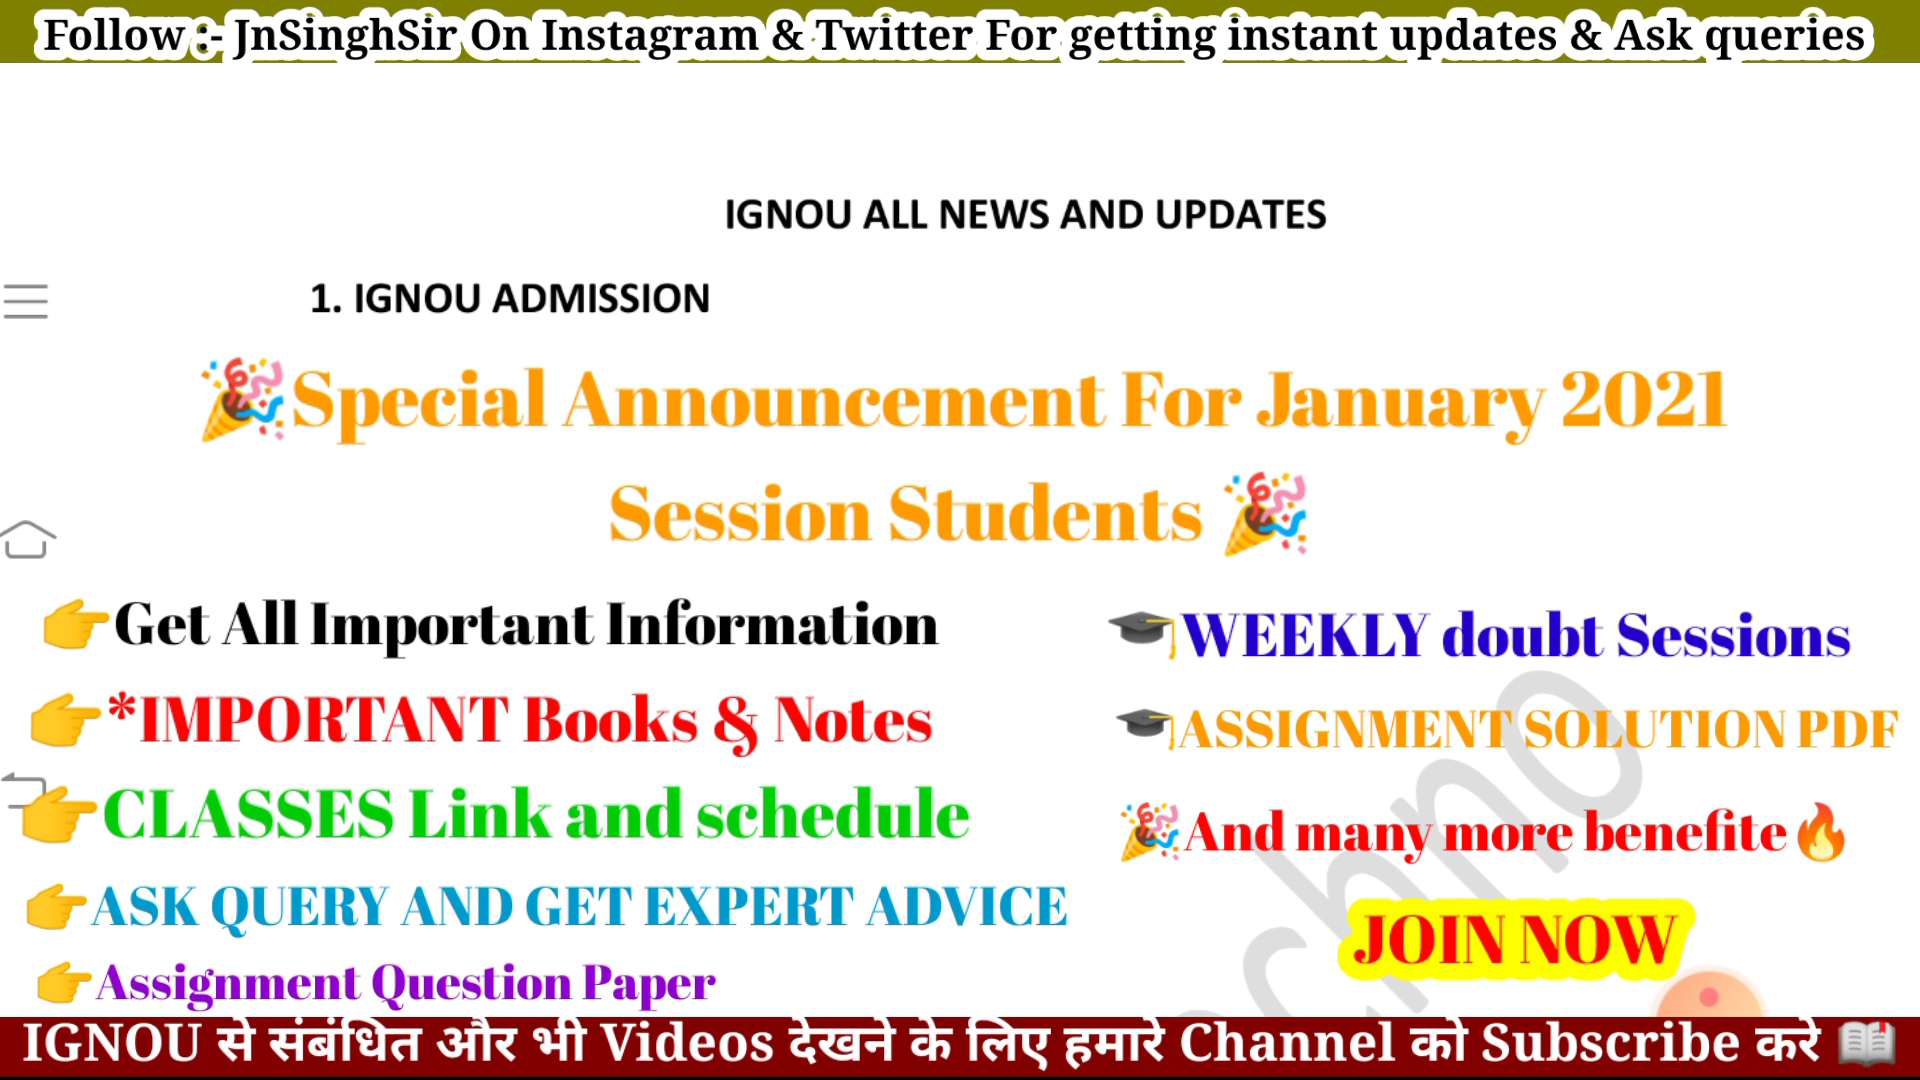 Follow :- JnSinghSir On Instagram & Twitter For getting instant updates & Ask queries
IGNOU ALL NEWS AND UPDATES
1. IGNOU ADMISSION
🎉Special Announcement For January 2021
Session Students 🎉
👉Get All Important Information
👉*IMPORTANT Books & Notes
👉CLASSES Link and schedule
👉ASK QUERY AND GET EXPERT ADVICE
👉Assignment Question Paper
🎓WEEKLY doubt Sessions
🎓ASSIGNMENT SOLUTION PDF
🎉And many more benefite🔥
JOIN NOW
chno
IGNOU से संबंधित और भी Videos देखने के लिए हमारे Channel को Subscribe करे 📖